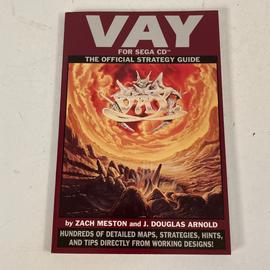 VAY
FOR SEGA CD™
THE OFFICIAL STRATEGY GUIDE
VAY
by ZACH MESTON and J. DOUGLAS ARNOLD
HUNDREDS OF DETAILED MAPS, STRATEGIES, HINTS,
AND TIPS DIRECTLY FROM WORKING DESIGNS!